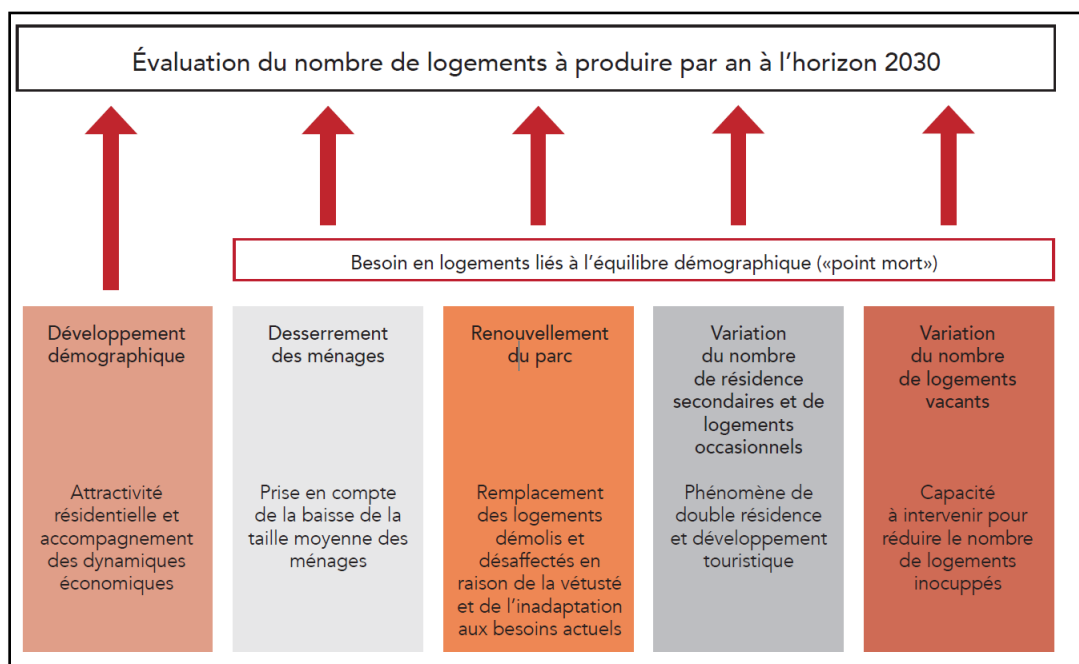 Évaluation du nombre de logements à produire par an à l'horizon 2030
Besoin en logements liés à l'équilibre démographique («point mort»)
Développement
démographique
Attractivité
résidentielle et
accompagnement
des dynamiques
économiques
Desserrement
des ménages
Prise en compte
de la baisse de la
taille moyenne des
ménages
Renouvellement
du parc
Remplacement
des logements
démolis et
désaffectés en
raison de la vétusté
et de l'inadaptation
aux besoins actuels
Variation
du nombre
de résidence
secondaires et de
logements
occasionnels
Phénomène de
double résidence
et développement
touristique
Variation
du nombre
de logements
vacants
Capacité
à intervenir pour
réduire le nombre
de logements
inocuppés